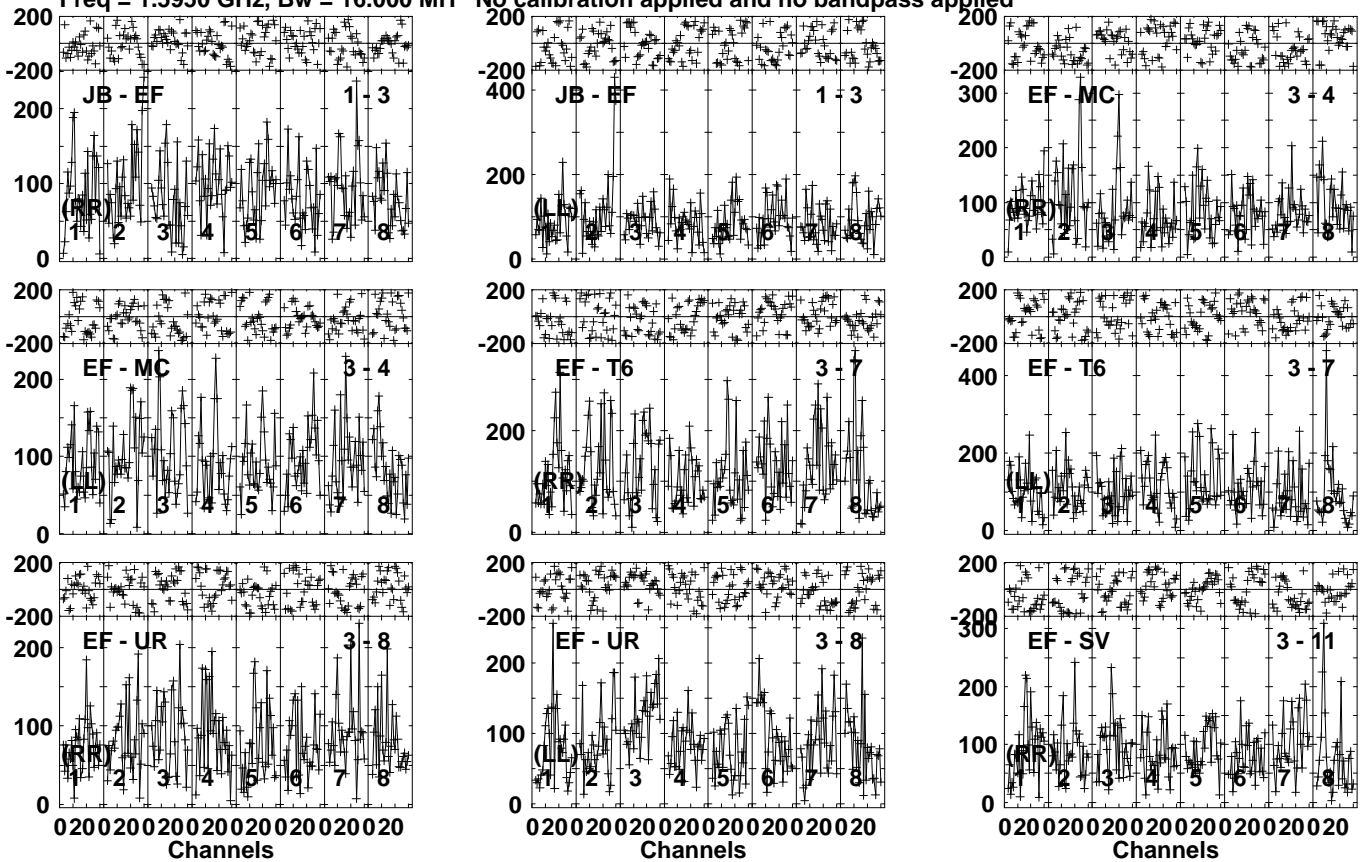 Freq = 1.5950 GHz, Bw = 16.000 MH No calibration applied and no bandpass applied
200 200 200
-200 -200 -200
JB - EF 1 - 3 JB - EF 1 - 3 EF - MC 3 - 4
200 400 300
200
100 200 100
(RR) (LL) (RR)
1 2 3 4 5 6 7 8 1 2 3 4 5 6 7 8 1 2 3 4 5 6 7 8
0 0 0
200 200 200
-200 -200 -200
EF - MC 3 - 4 EF - T6 3 - 7 EF - T6 3 - 7
200 200 400
100 200
(LL) (RR) (LL)
1 2 3 4 5 6 7 8 1 2 3 4 5 6 7 8 1 2 3 4 5 6 7 8
0 0 0
200 200 200
-200 -200 -200
EF - UR 3 - 8 EF - UR 3 - 8 EF - SV 3 - 11
200 200 300
200
100 100 100
(RR) (LL) (RR)
1 2 3 4 5 6 7 8 1 2 3 4 5 6 7 8 1 2 3 4 5 6 7 8
0 0 0
0 20 0 20 0 20 0 20 0 20 0 20 0 20 0 20 0 20 0 20 0 20 0 20 0 20 0 20 0 20 0 20 0 20 0 20 0 20 0 20 0 20 0 20 0 20 0 20
Channels Channels Channels